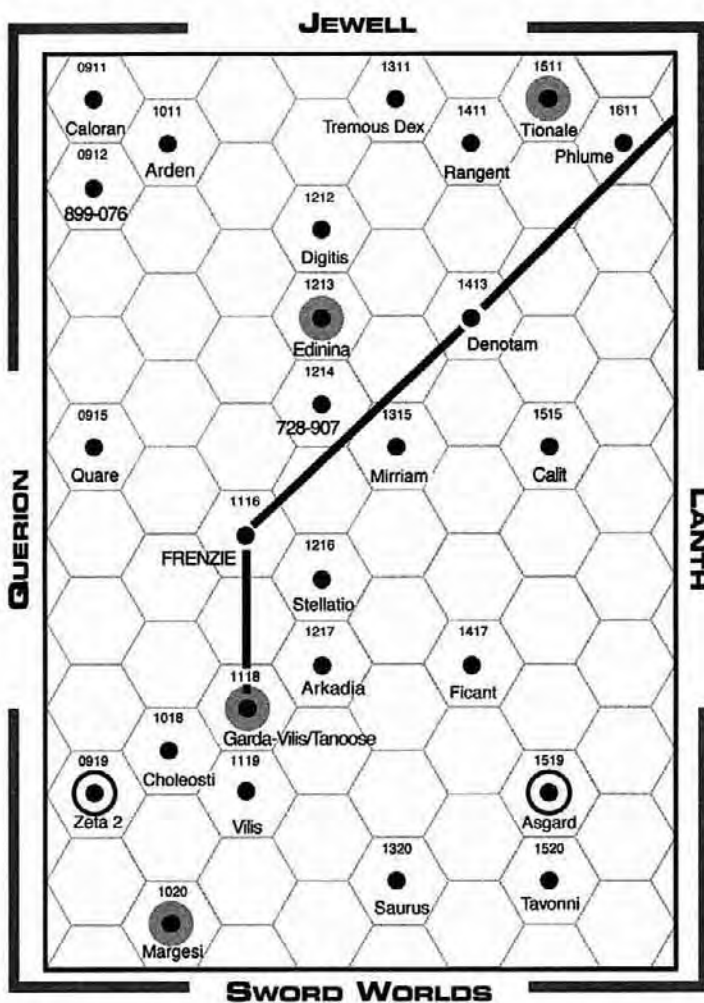 JEWELL
0911
Caloran
1011
Arden
1311
Tremous Dex
1411
Rangent
1511
Tionale
1611
Phlume
0912
899-076
1212
Digitis
1213
Edinina
1413
Denotam
1214
728-907
0915
Quare
1315
Mirriam
1515
Calit
QUERION
LANTH
1116
FRENZIE
1216
Stellatio
1217
Arkadia
1417
Ficant
1118
Garda-Vilis/Tanoose
1018
Choleosti
0919
Zeta 2
1119
Vilis
1519
Asgard
1320
Saurus
1520
Tavonni
1020
Margesi
SWORD WORLDS